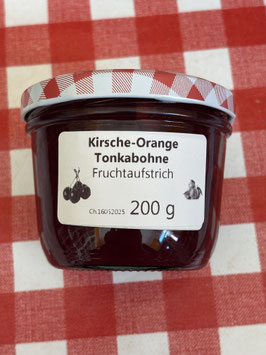 Kirsche-Orange
Tonkabohne
Fruchtaufstrich
Ch.16052025 200 g